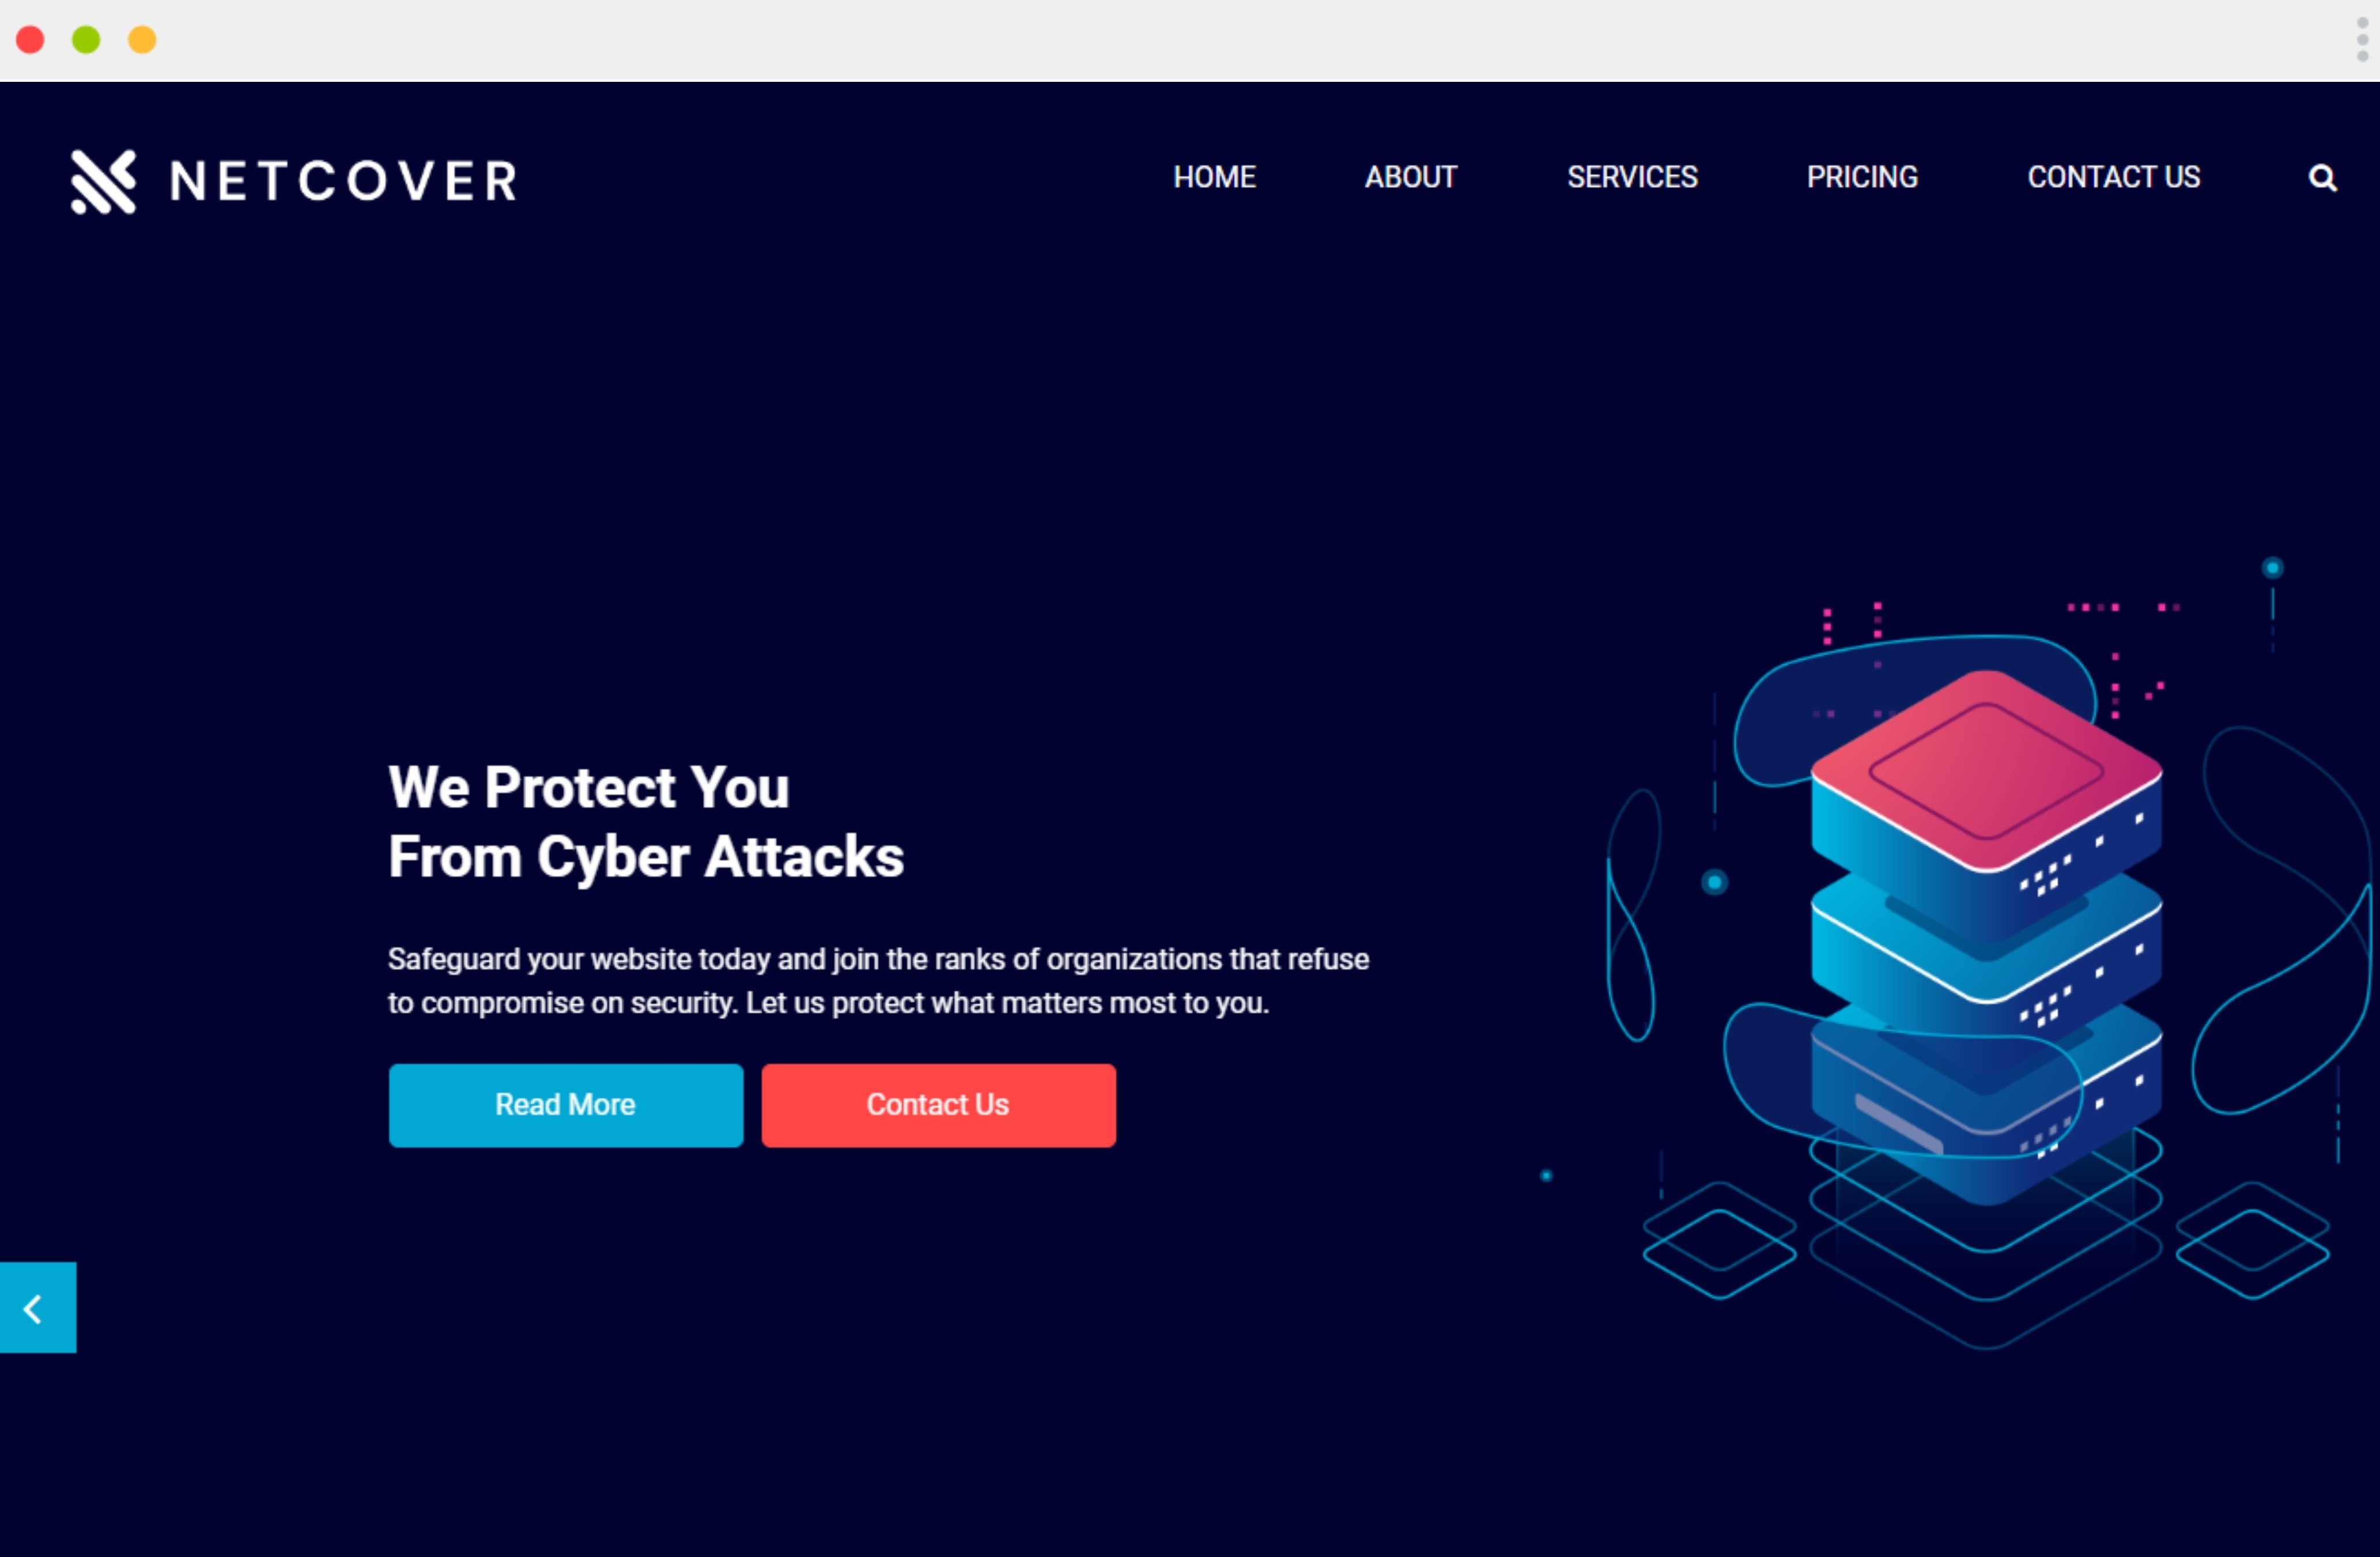 NETCOVER
HOME ABOUT SERVICES PRICING CONTACT US
We Protect You
From Cyber Attacks
Safeguard your website today and join the ranks of organizations that refuse
to compromise on security. Let us protect what matters most to you.
Read More Contact Us